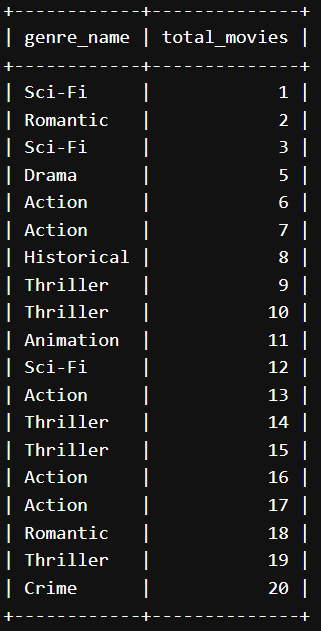 +------------+--------------+
| genre_name | total_movies |
+------------+--------------+
| Sci-Fi     |            1 |
| Romantic   |            2 |
| Sci-Fi     |            3 |
| Drama      |            5 |
| Action     |            6 |
| Action     |            7 |
| Historical |            8 |
| Thriller   |            9 |
| Thriller   |           10 |
| Animation  |           11 |
| Sci-Fi     |           12 |
| Action     |           13 |
| Thriller   |           14 |
| Thriller   |           15 |
| Action     |           16 |
| Action     |           17 |
| Romantic   |           18 |
| Thriller   |           19 |
| Crime      |           20 |
+------------+--------------+